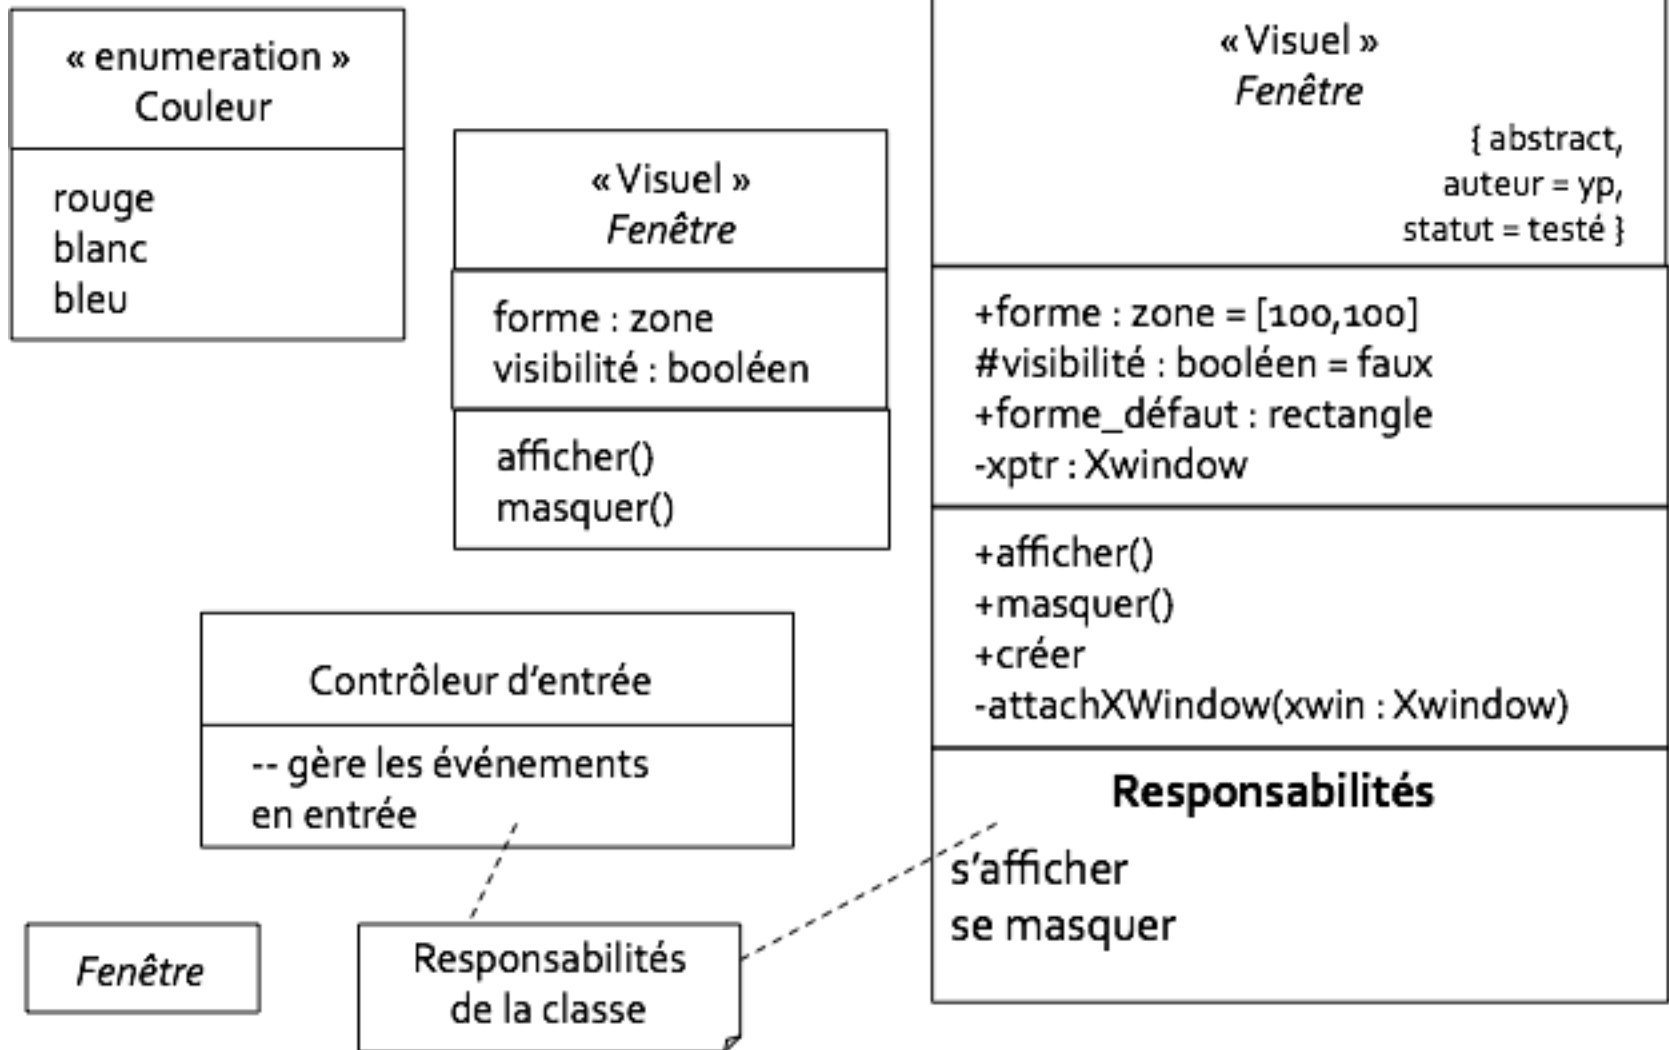 « enumeration »
Couleur
rouge
blanc
bleu
« Visuel »
Fenêtre
forme : zone
visibilité : booléen
afficher()
masquer()
« Visuel »
Fenêtre
{ abstract,
auteur = yp,
statut = testé }
+forme : zone = [100,100]
#visibilité : booléen = faux
+forme_défaut : rectangle
-xptr : Xwindow
+afficher()
+masquer()
+créer
-attachXWindow(xwin : Xwindow)
Responsabilités
s'afficher
se masquer
Contrôleur d'entrée
-- gère les événements
en entrée
Fenêtre
Responsabilités
de la classe